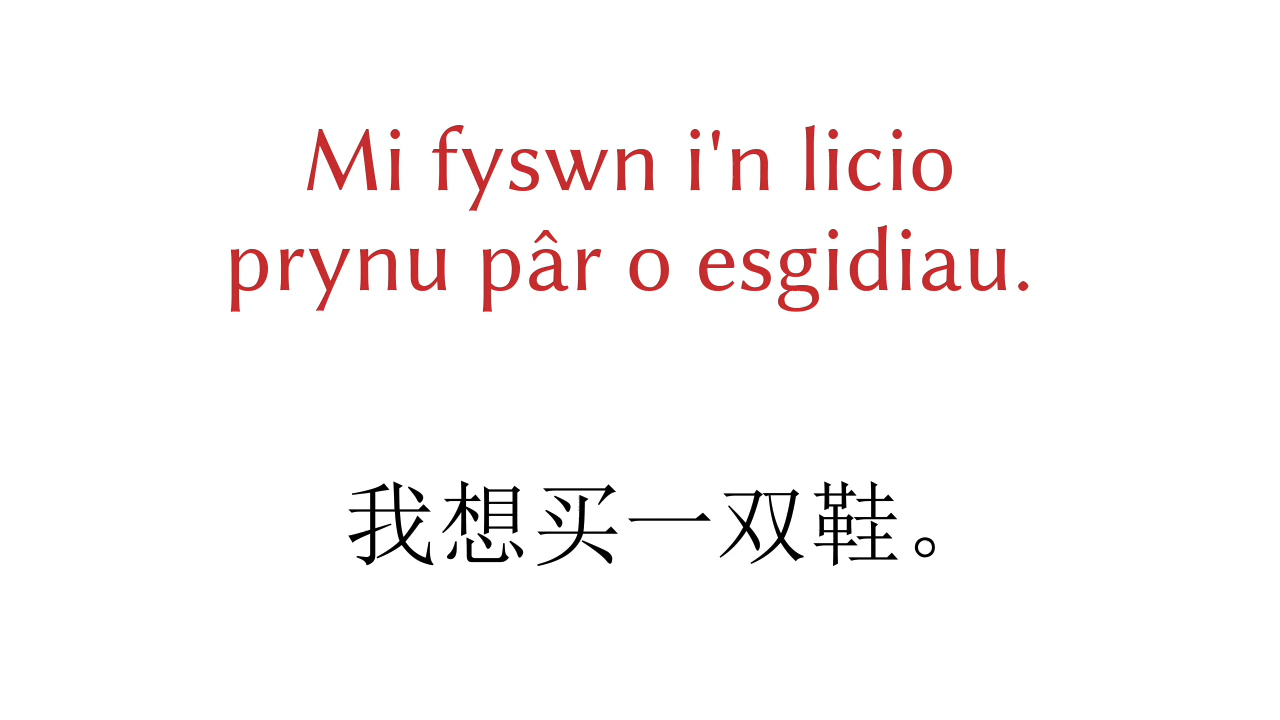 Mi fyswn i'n licio
prynu pâr o esgidiau.
我想买一双鞋。